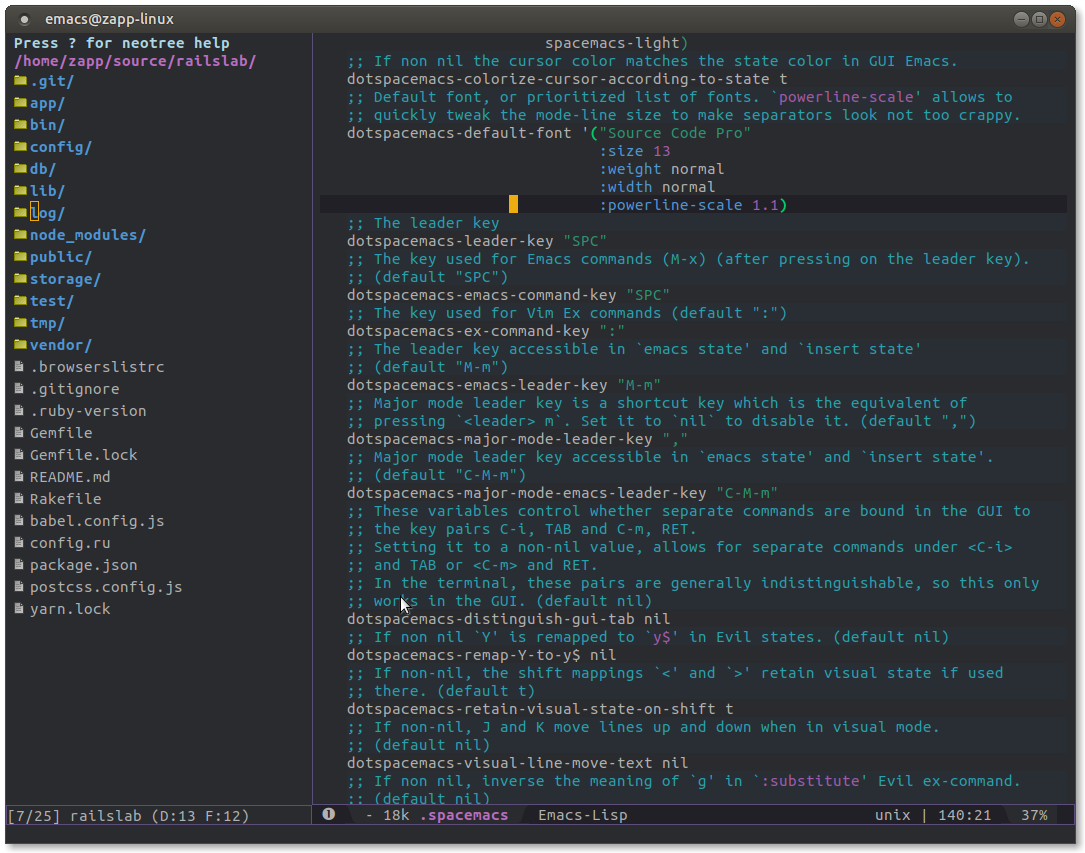 emacs@zapp-linux
Press ? for neotree help
/home/zapp/source/railslab/
.git/
app/
bin/
config/
db/
lib/
log/
node_modules/
public/
storage/
test/
tmp/
vendor/
.browserslistrc
.gitignore
.ruby-version
Gemfile
Gemfile.lock
README.md
Rakefile
babel.config.js
config.ru
package.json
postcss.config.js
yarn.lock
[7/25] railslab (D:13 F:12)
spacemacs-light)
;; If non nil the cursor color matches the state color in GUI Emacs.
dotspacemacs-colorize-cursor-according-to-state t
;; Default font, or prioritized list of fonts. `powerline-scale' allows to
;; quickly tweak the mode-line size to make separators look not too crappy.
dotspacemacs-default-font '("Source Code Pro"
:size 13
:weight normal
:width normal
:powerline-scale 1.1)
;; The leader key
dotspacemacs-leader-key "SPC"
;; The key used for Emacs commands (M-x) (after pressing on the leader key).
;; (default "SPC")
dotspacemacs-emacs-command-key "SPC"
;; The key used for Vim Ex commands (default ":")
dotspacemacs-ex-command-key ":"
;; The leader key accessible in `emacs state' and `insert state'
;; (default "M-m")
dotspacemacs-emacs-leader-key "M-m"
;; Major mode leader key is a shortcut key which is the equivalent of
;; pressing `<leader> m`. Set it to `nil` to disable it. (default ",")
dotspacemacs-major-mode-leader-key ","
;; Major mode leader key accessible in `emacs state' and `insert state'.
;; (default "C-M-m")
dotspacemacs-major-mode-emacs-leader-key "C-M-m"
;; These variables control whether separate commands are bound in the GUI to
;; the key pairs C-i, TAB and C-m, RET.
;; Setting it to a non-nil value, allows for separate commands under <C-i>
;; and TAB or <C-m> and RET.
;; In the terminal, these pairs are generally indistinguishable, so this only
;; works in the GUI. (default nil)
dotspacemacs-distinguish-gui-tab nil
;; If non nil `Y' is remapped to `y$' in Evil states. (default nil)
dotspacemacs-remap-Y-to-y$ nil
;; If non-nil, the shift mappings `<' and `>' retain visual state if used
;; there. (default t)
dotspacemacs-retain-visual-state-on-shift t
;; If non-nil, J and K move lines up and down when in visual mode.
;; (default nil)
dotspacemacs-visual-line-move-text nil
;; If non nil, inverse the meaning of `g' in `:substitute' Evil ex-command.
;; (default nil)
❶ - 18k .spacemacs Emacs-Lisp unix | 140:21 37%